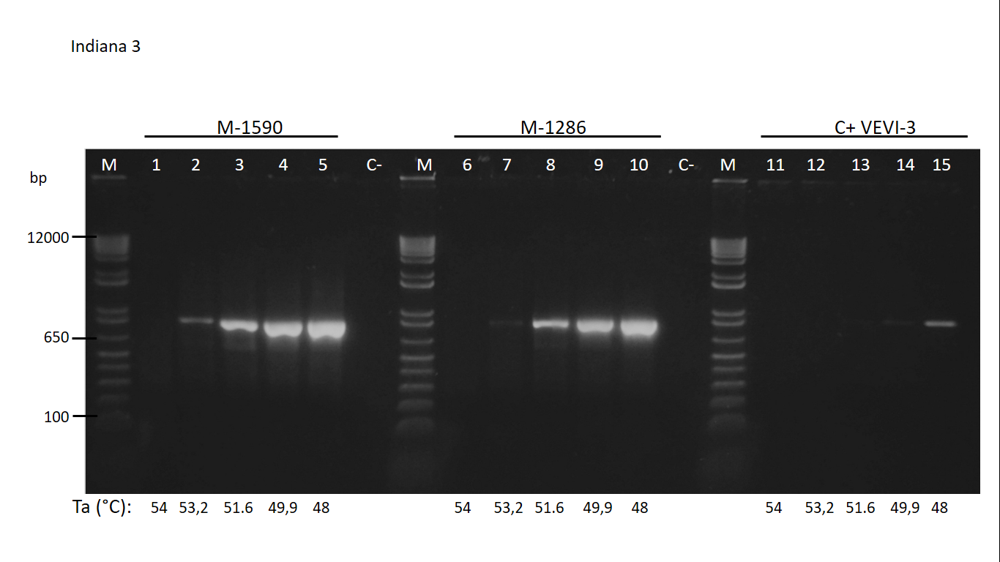 Indiana 3
M-1590 M-1286 C+ VEVI-3
M 1 2 3 4 5 C- M 6 7 8 9 10 C- M 11 12 13 14 15
bp
12000
650
100
Ta (°C): 54 53,2 51.6 49,9 48 54 53,2 51.6 49,9 48 54 53,2 51.6 49,9 48